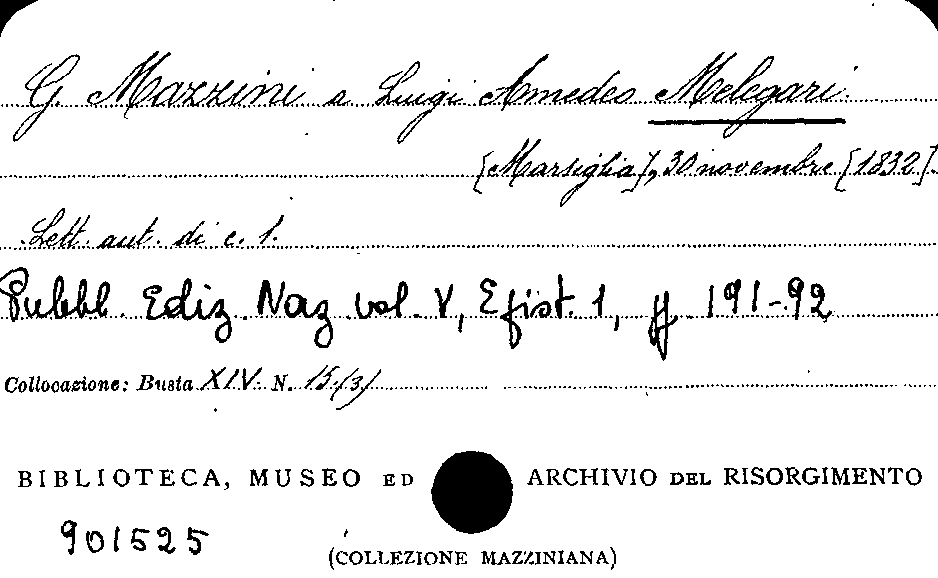 G. Mazzini a Luigi Amedeo Melegari.
[Marsiglia], 30 novembre [1832].
Lett. aut. di c. 1.
Pubbl. Ediz. Naz. vol. V, Epist. 1, pp. 191-92
Collocazione: Busta XIV. N. 15/3/
BIBLIOTECA, MUSEO ED ARCHIVIO DEL RISORGIMENTO
901525
(COLLEZIONE MAZZINIANA)